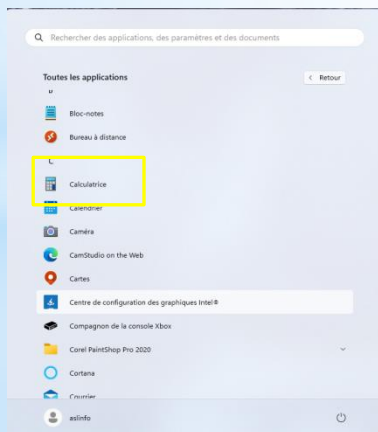 Rechercher des applications, des paramètres et des documents
Toutes les applications
Retour
Bloc-notes
Bureau à distance
C
Calculatrice
Calendrier
Caméra
CamStudio on the Web
Cartes
Centre de configuration des graphiques Intel®
Compagnon de la console Xbox
Corel PaintShop Pro 2020
Cortana
Courrier
aslinfo